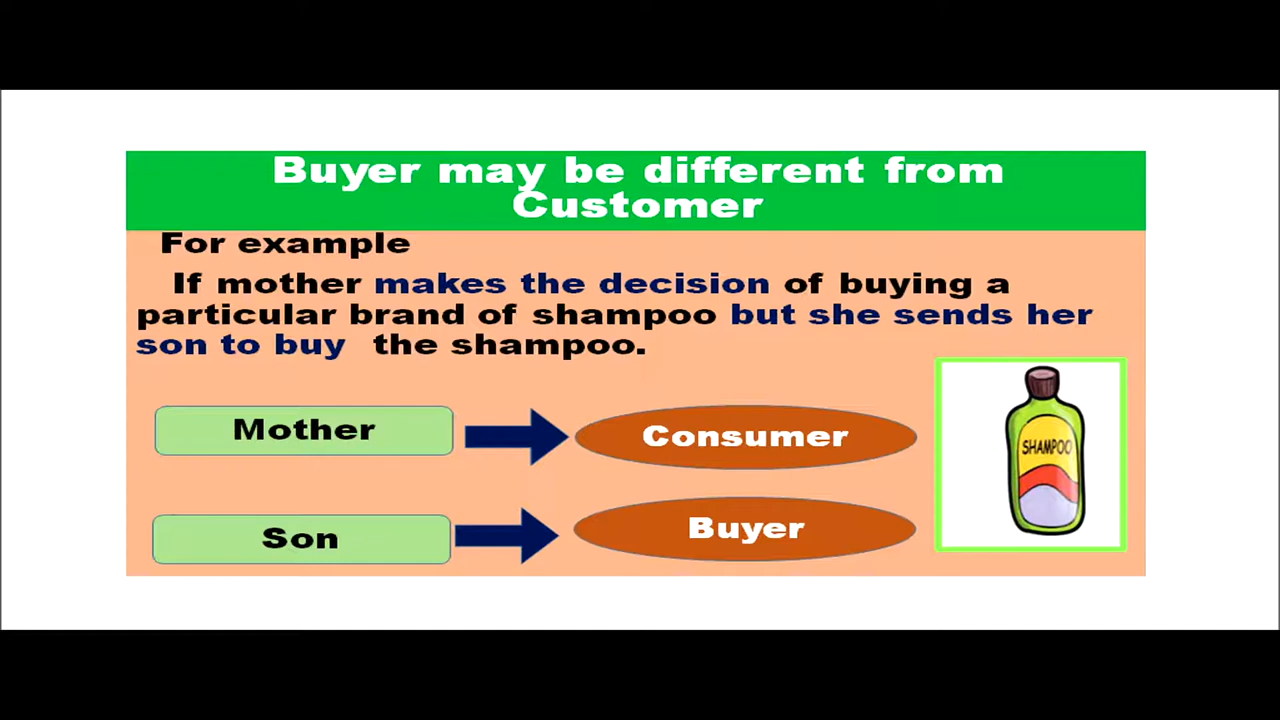 Buyer may be different from
Customer
For example
If mother makes the decision of buying a
particular brand of shampoo but she sends her
son to buy the shampoo.
Mother
Consumer
SHAMPOO
Son
Buyer